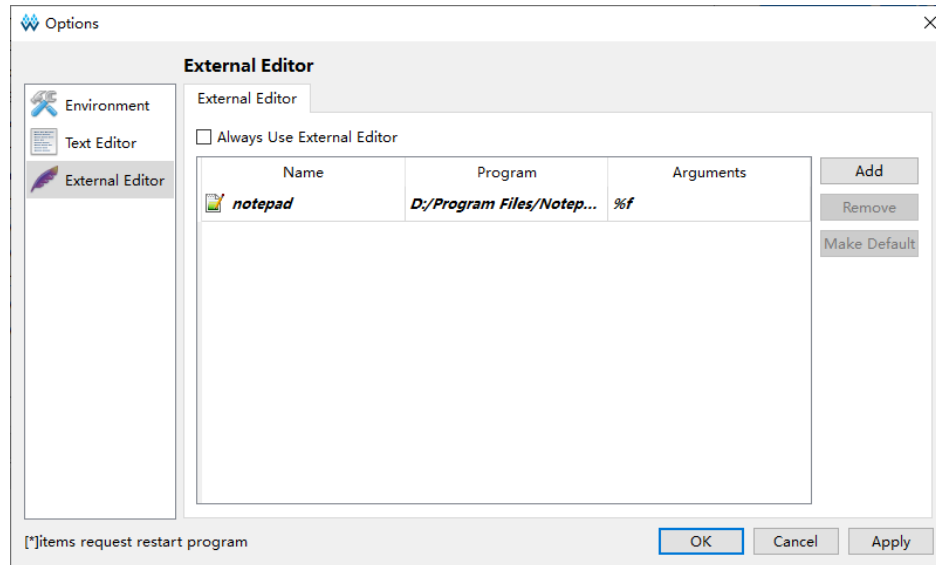 Options
External Editor
Environment
Text Editor
External Editor
External Editor
Always Use External Editor
Name Program Arguments
notepad D:/Program Files/Notep... %f
Add
Remove
Make Default
[*]items request restart program
OK Cancel Apply